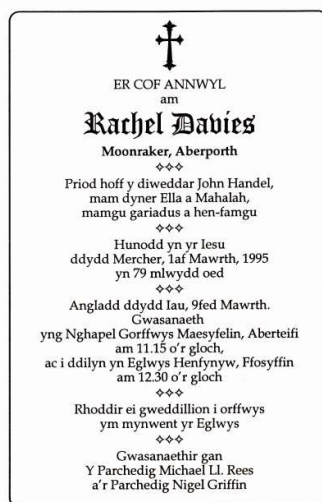 ER COF ANNWYL
am
Rachel Davies
Moonraker, Aberporth
Priod hoff y diweddar John Handel,
mam dyner Ella a Mahalah,
mamgu gariadus a hen-famgu
Hunodd yn yr Iesu
ddydd Mercher, 1af Mawrth, 1995
yn 79 mlwydd oed
Angladd ddydd Iau, 9fed Mawrth.
Gwasanaeth
yng Nghapel Gorffwys Maesyfelin, Aberteifi
am 11.15 o'r gloch,
ac i ddilyn yn Eglwys Henfynyw, Ffosyffin
am 12.30 o'r gloch
Rhoddir ei gweddillion i orffwys
ym mynwent yr Eglwys
Gwasanaethir gan
Y Parchedig Michael Ll. Rees
a'r Parchedig Nigel Griffin